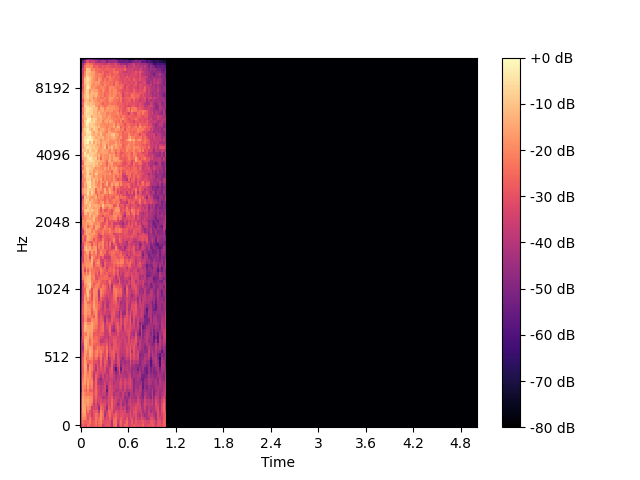 Hz
8192
4096
2048
1024
512
0
0 0.6 1.2 1.8 2.4 3 3.6 4.2 4.8
Time
+0 dB
-10 dB
-20 dB
-30 dB
-40 dB
-50 dB
-60 dB
-70 dB
-80 dB